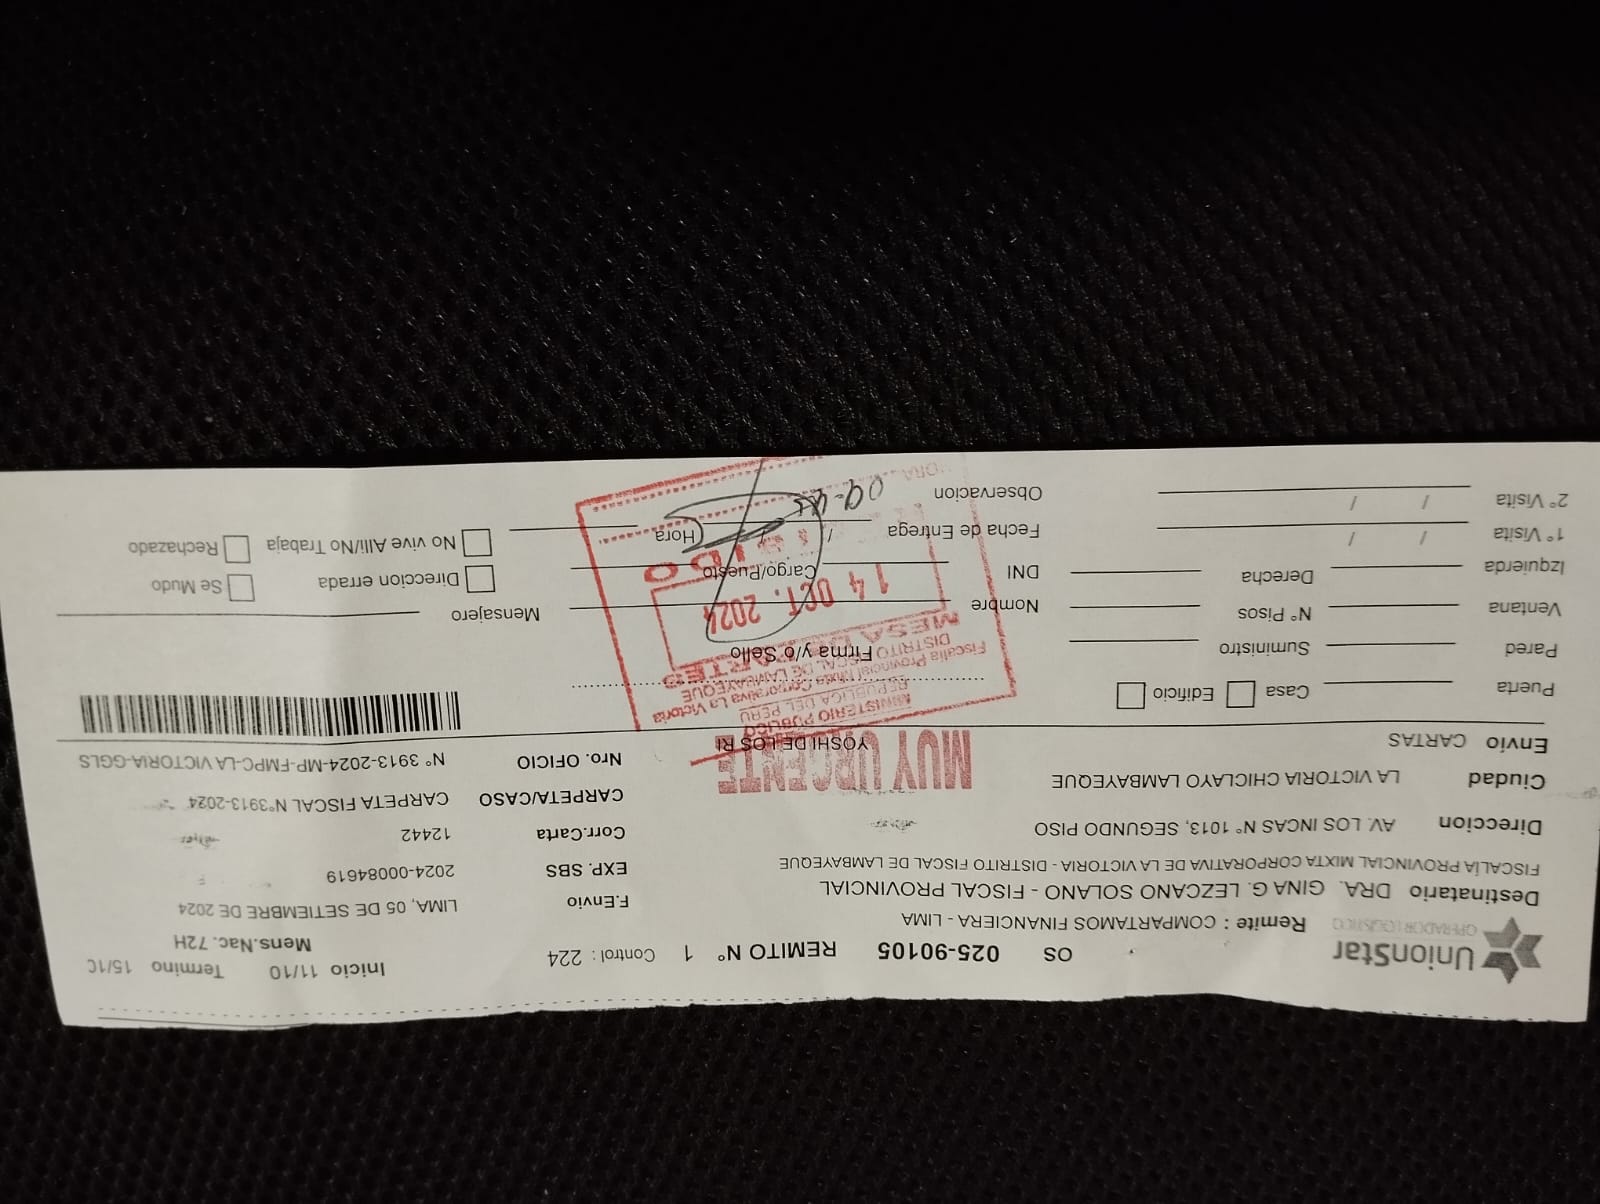 UnionStar
OPERADOR LOGISTICO
OS 025-90105 REMITO N° 1 Control : 224
Inicio 11/10 Termino 15/1
Mens.Nac. 72H
Remite : COMPARTAMOS FINANCIERA - LIMA
Destinatario DRA. GINA G. LEZCANO SOLANO - FISCAL PROVINCIAL
FISCALÍA PROVINCIAL MIXTA CORPORATIVA DE LA VICTORIA - DISTRITO FISCAL DE LAMBAYEQUE
Direccion AV. LOS INCAS N° 1013, SEGUNDO PISO
Ciudad LA VICTORIA CHICLAYO LAMBAYEQUE
Envio CARTAS
F.Envio LIMA, 05 DE SETIEMBRE DE 2024
EXP. SBS 2024-00084619
Corr.Carta 12442
CARPETA/CASO CARPETA FISCAL N°3913-2024
Nro. OFICIO N° 3913-2024-MP-FMPC-LA VICTORIA-GGLS
MUY URGENTE
YOSHI DE LOS RI
Puerta Casa Edificio
Pared Suministro
Ventana N° Pisos
Izquierda Derecha
1° Visita / /
2° Visita / /
MINISTERIO PUBLICO
REPUBLICA DEL PERU
DISTRITO FISCAL DE LAMBAYEQUE
Fiscalia Provincial Mixta Corporativa La Victoria
MESA DE PARTES
14 OCT. 2024
Firma y/o Sello
Nombre
DNI Cargo/Puesto
Fecha de Entrega / / Hora
Observacion
Mensajero
Direccion errada Se Mudo
No vive Alli/No Trabaja Rechazado